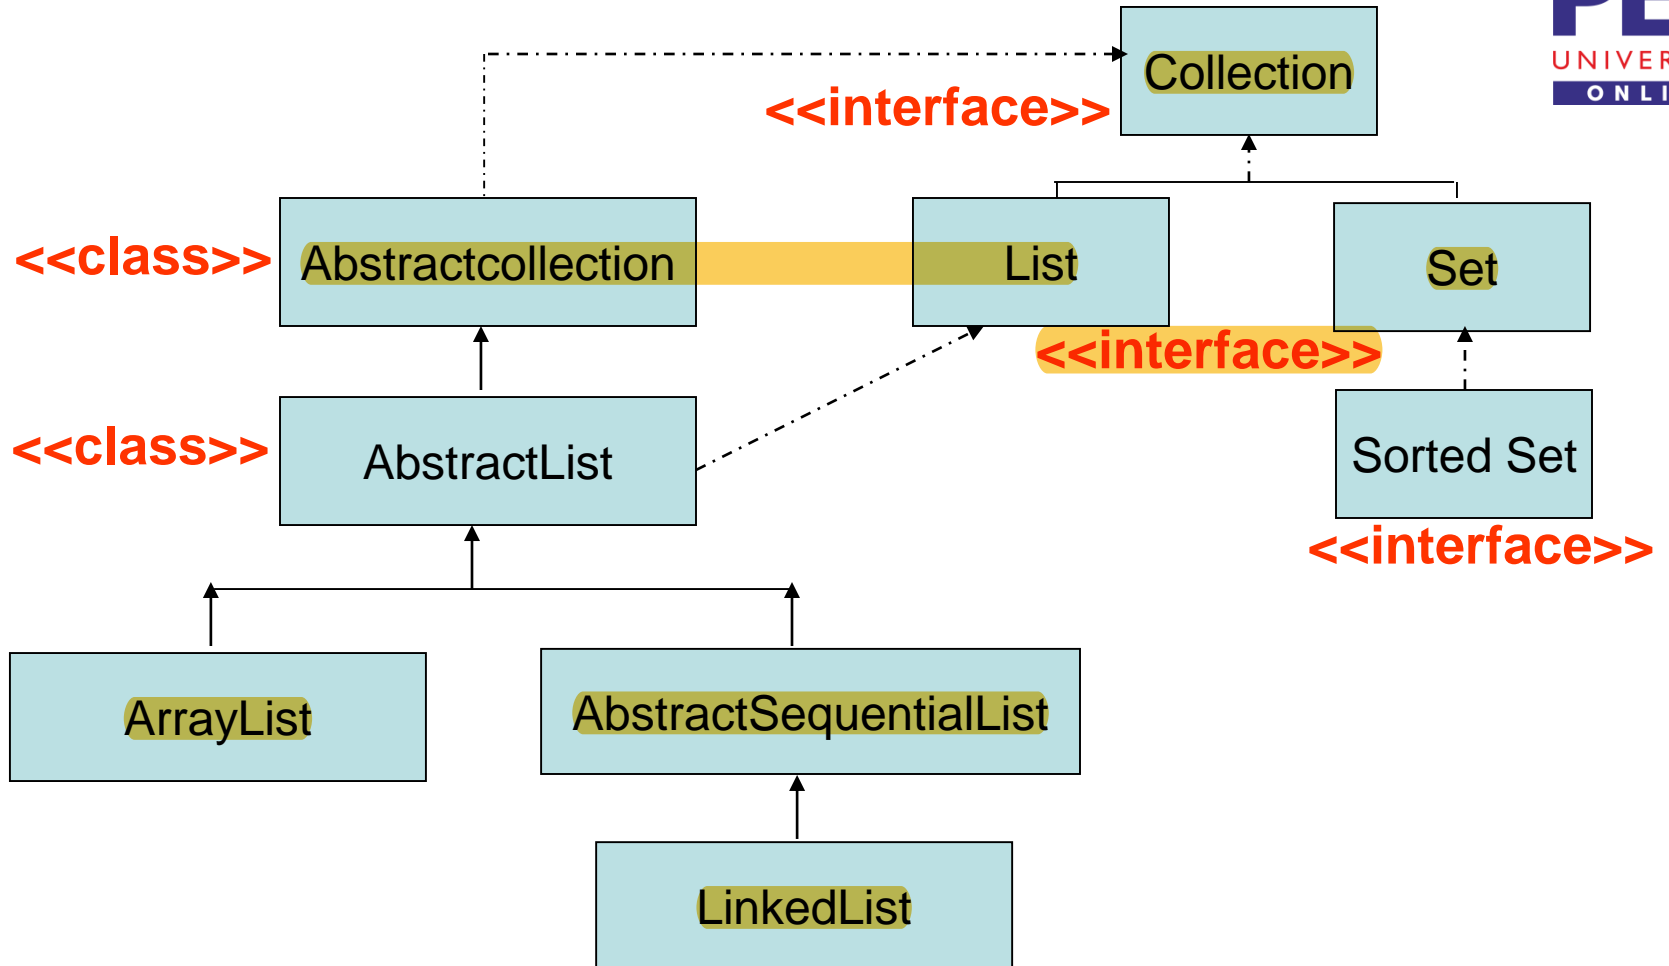 Collection
UNIVER
ONLI
<<interface>>
<<class>>
Abstractcollection
List
Set
<<interface>>
<<class>>
AbstractList
Sorted Set
<<interface>>
ArrayList
AbstractSequentialList
LinkedList